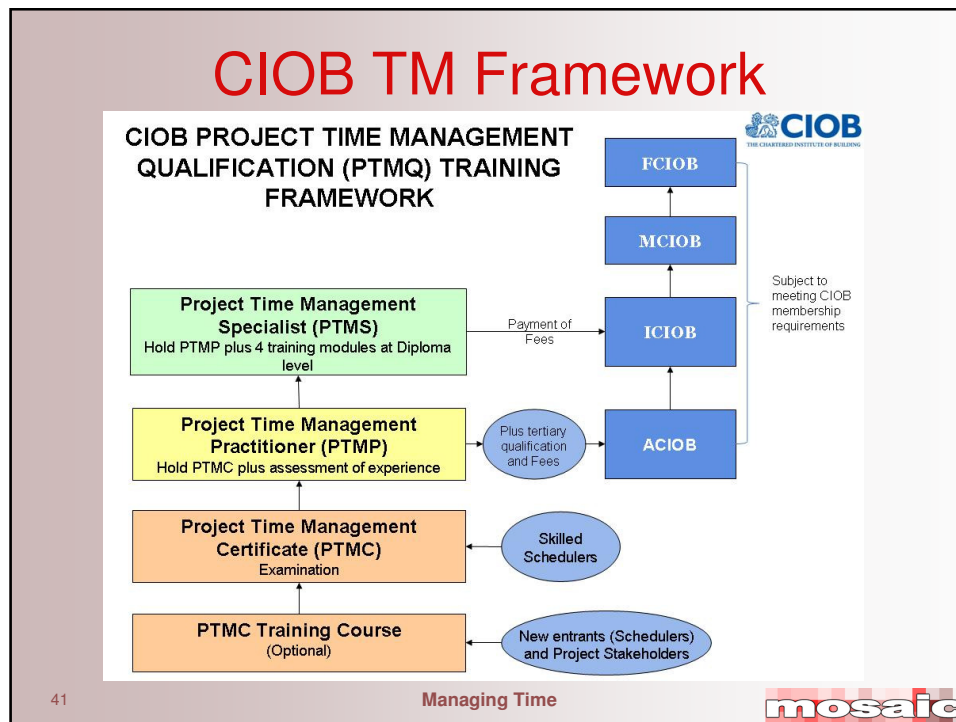 CIOB TM Framework
CIOB PROJECT TIME MANAGEMENT
QUALIFICATION (PTMQ) TRAINING
FRAMEWORK
CIOB
THE CHARTERED INSTITUTE OF BUILDING
FCIOB
MCIOB
Subject to
meeting CIOB
membership
requirements
Project Time Management
Specialist (PTMS)
Hold PTMP plus 4 training modules at Diploma
level
Payment of
Fees
ICIOB
Project Time Management
Practitioner (PTMP)
Hold PTMC plus assessment of experience
Plus tertiary
qualification
and Fees
ACIOB
Project Time Management
Certificate (PTMC)
Examination
Skilled
Schedulers
PTMC Training Course
(Optional)
New entrants (Schedulers)
and Project Stakeholders
41
Managing Time
mosaic